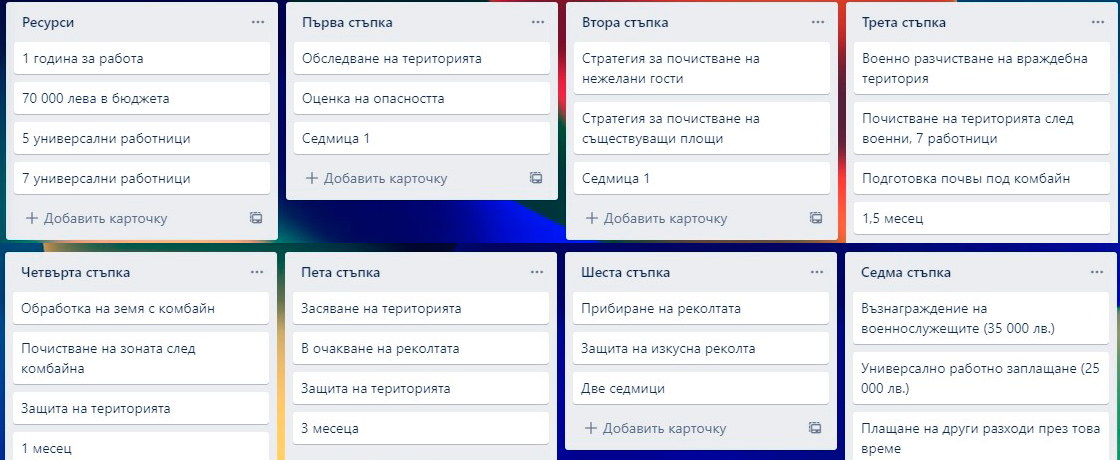 Ресурси
1 година за работа
70 000 лева в бюджета
5 универсални работници
7 универсални работници
+ Добавить карточку
Първа стъпка
Обследване на територията
Оценка на опасността
Седмица 1
+ Добавить карточку
Втора стъпка
Стратегия за почистване на
нежелани гости
Стратегия за почистване на
съществуващи площи
Седмица 1
+ Добавить карточку
Трета стъпка
Военно разчистване на враждебна
територия
Почистване на територията след
военни, 7 работници
Подготовка почвы под комбайн
1,5 месец
Четвърта стъпка
Обработка на земя с комбайн
Почистване на зоната след
комбайна
Защита на територията
1 месец
Пета стъпка
Засяване на територията
В очакване на реколтата
Защита на територията
3 месеца
Шеста стъпка
Прибиране на реколтата
Защита на изкусна реколта
Две седмици
+ Добавить карточку
Седма стъпка
Възнаграждение на
военнослужещите (35 000 лв.)
Универсално работно заплащане (25
000 лв.)
Плащане на други разходи през това
време